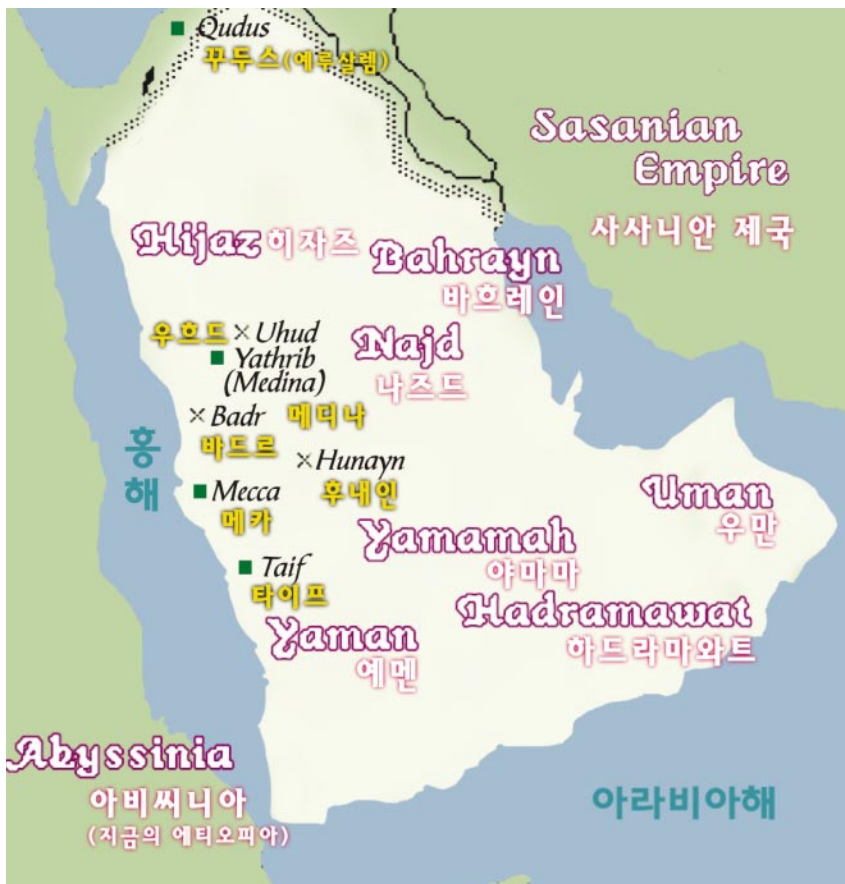 Qudus
꾸두스(예루살렘)
Sasanian
Empire
사사니안 제국
Hijaz 히자즈
Bahrayn
바흐레인
우흐드 × Uhud
Yathrib
(Medina)
메디나
Najd
나즈드
× Badr
바드르
× Hunayn
후내인
홍
해
Mecca
메카
Uman
우만
Yamamah
야마마
Taif
타이프
Hadramawat
하드라마와트
Yaman
예멘
Abyssinia
아비씨니아
(지금의 에티오피아)
아라비아해